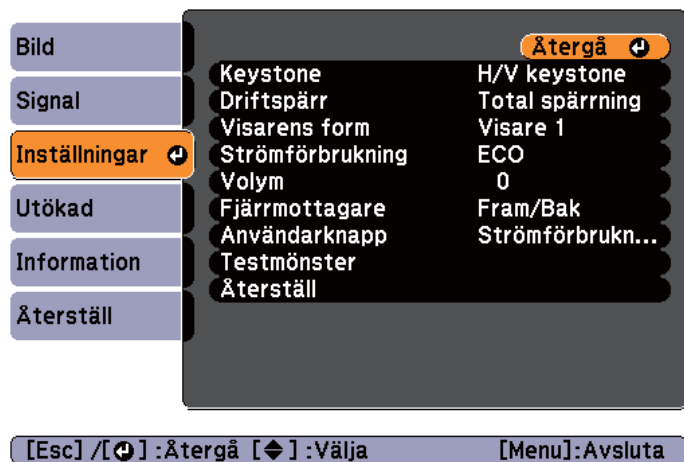 Bild
Signal
Inställningar
Utökad
Information
Återställ
Återgå
Keystone H/V keystone
Driftspärr Total spärrning
Visarens form Visare 1
Strömförbrukning ECO
Volym 0
Fjärrmottagare Fram/Bak
Användarknapp Strömförbrukn...
Testmönster
Återställ
[Esc] /[ ] :Återgå [ ] :Välja [Menu]:Avsluta